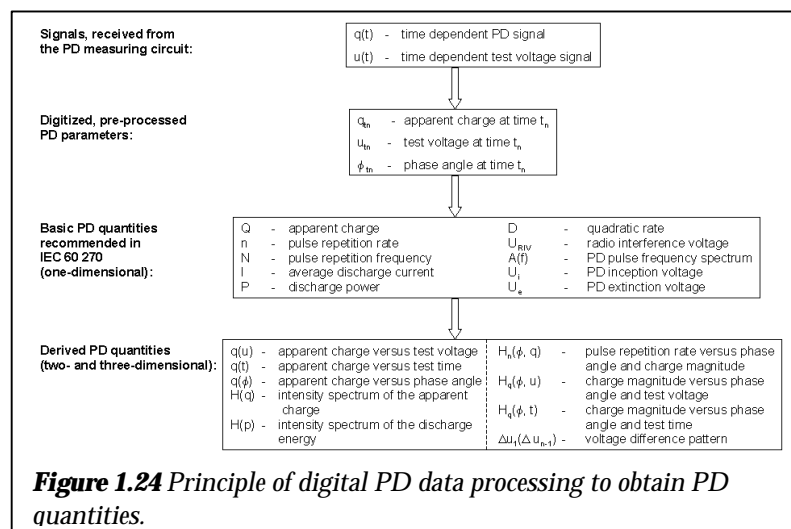 Signals, received from
the PD measuring circuit:
q(t) - time dependent PD signal
u(t) - time dependent test voltage signal
Digitized, pre-processed
PD parameters:
qtn - apparent charge at time tn
utn - test voltage at time tn
ϕtn - phase angle at time tn
Basic PD quantities
recommended in
IEC 60 270
(one-dimensional):
Q - apparent charge
n - pulse repetition rate
N - pulse repetition frequency
I - average discharge current
P - discharge power
D - quadratic rate
URIV - radio interference voltage
A(f) - PD pulse frequency spectrum
Ui - PD inception voltage
Ue - PD extinction voltage
Derived PD quantities
(two- and three-dimensional):
q(u) - apparent charge versus test voltage
q(t) - apparent charge versus test time
q(ϕ) - apparent charge versus phase angle
H(q) - intensity spectrum of the apparent
charge
H(p) - intensity spectrum of the discharge
energy
Hn(ϕ, q) - pulse repetition rate versus phase
angle and charge magnitude
Hq(ϕ, u) - charge magnitude versus phase
angle and test voltage
Hq(ϕ, t) - charge magnitude versus phase
angle and test time
Δu1(Δun-1) - voltage difference pattern
Figure 1.24 Principle of digital PD data processing to obtain PD
quantities.